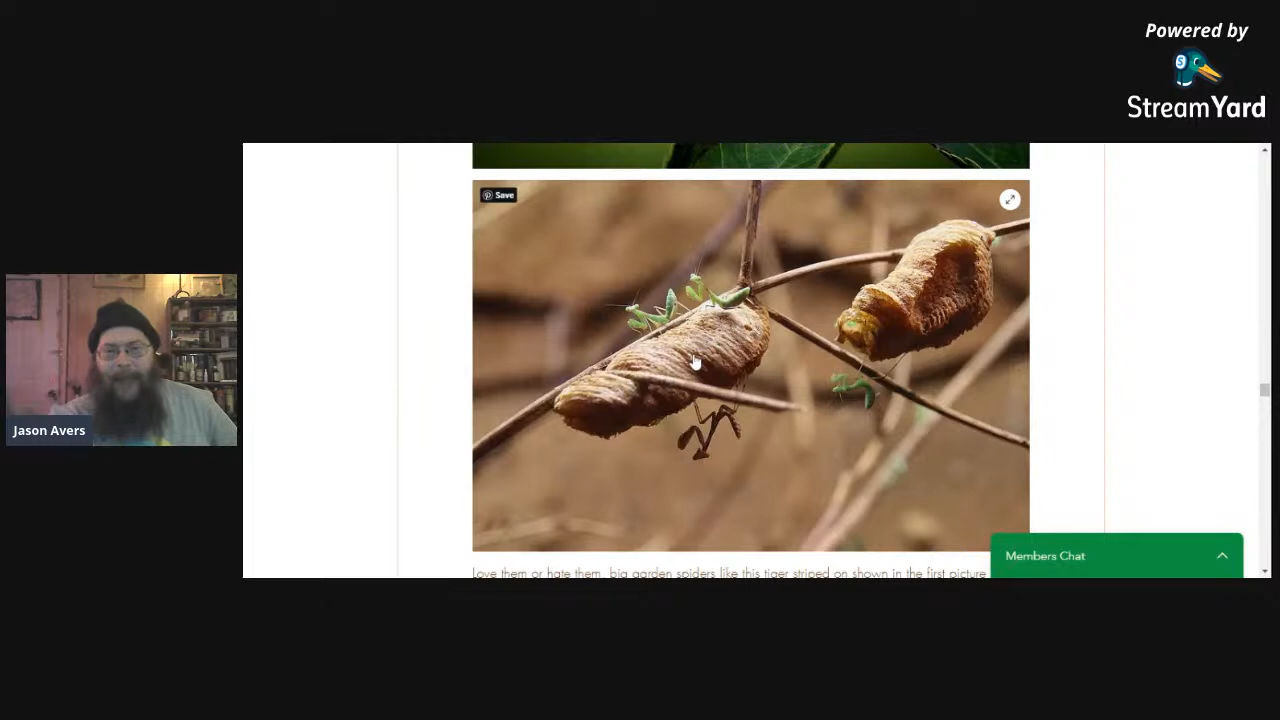 Powered by
StreamYard
Save
Jason Avers
Members Chat
Love them or hate them, big garden spiders like this tiger striped on shown in the first picture